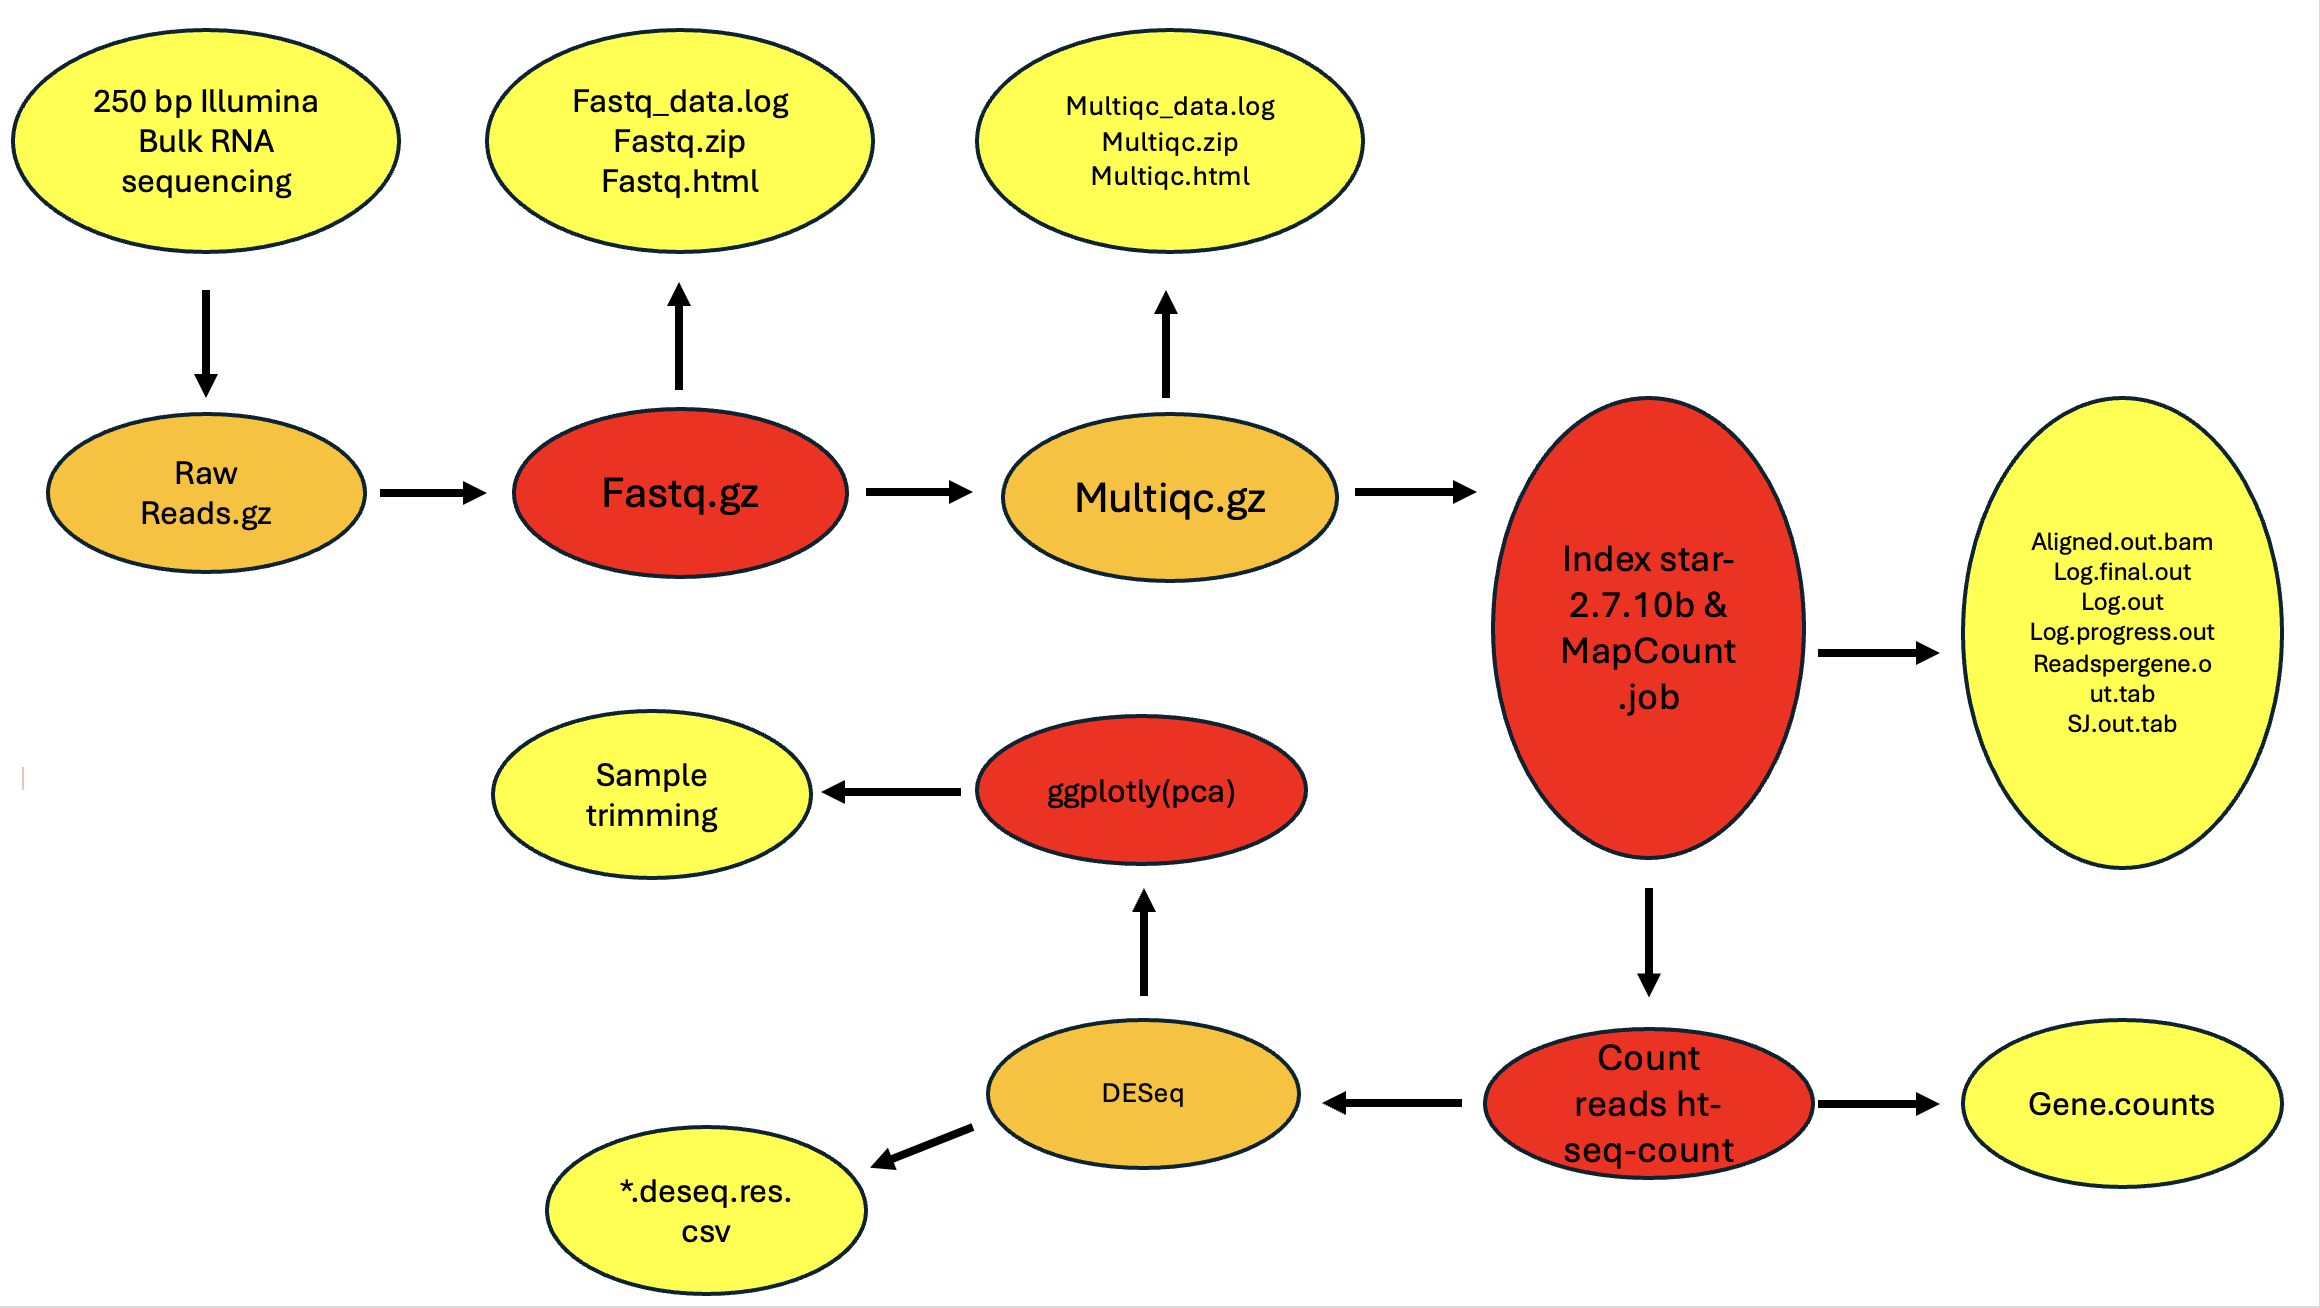 250 bp Illumina
Bulk RNA
sequencing
Fastq_data.log
Fastq.zip
Fastq.html
Multiqc_data.log
Multiqc.zip
Multiqc.html
Raw
Reads.gz
Fastq.gz
Multiqc.gz
Index star-
2.7.10b &
MapCount
.job
Aligned.out.bam
Log.final.out
Log.out
Log.progress.out
Readspergene.o
ut.tab
SJ.out.tab
Sample
trimming
ggplotly(pca)
DESeq
Count
reads ht-
seq-count
Gene.counts
*.deseq.res.
csv